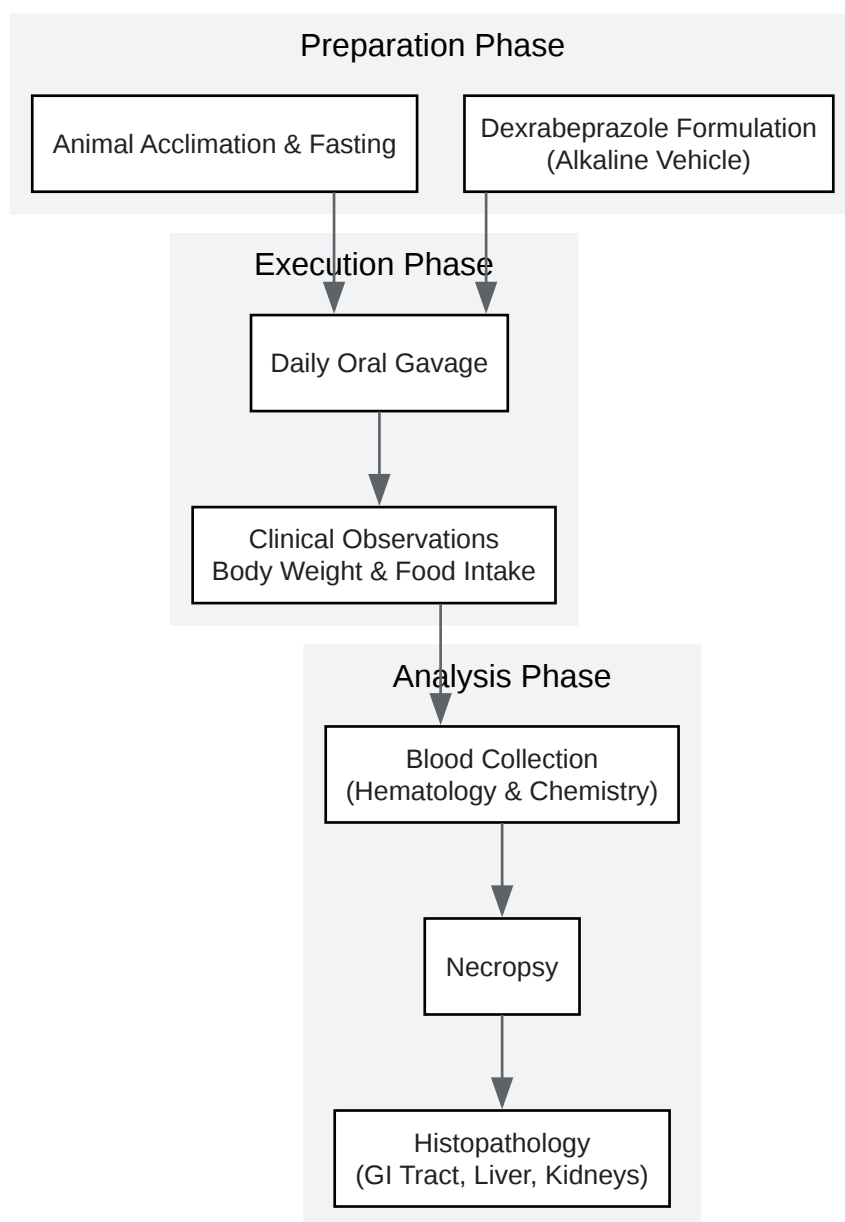 Preparation Phase
Animal Acclimation & Fasting
Dexrabeprazole Formulation
(Alkaline Vehicle)
Execution Phase
Daily Oral Gavage
Clinical Observations
Body Weight & Food Intake
Analysis Phase
Blood Collection
(Hematology & Chemistry)
Necropsy
Histopathology
(GI Tract, Liver, Kidneys)